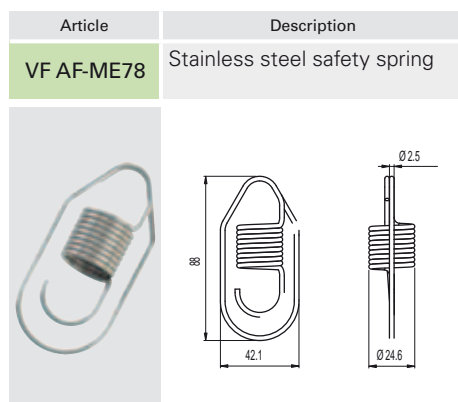 Article Description
VF AF-ME78 Stainless steel safety spring
Ø 2.5
88
42.1 Ø 24.6